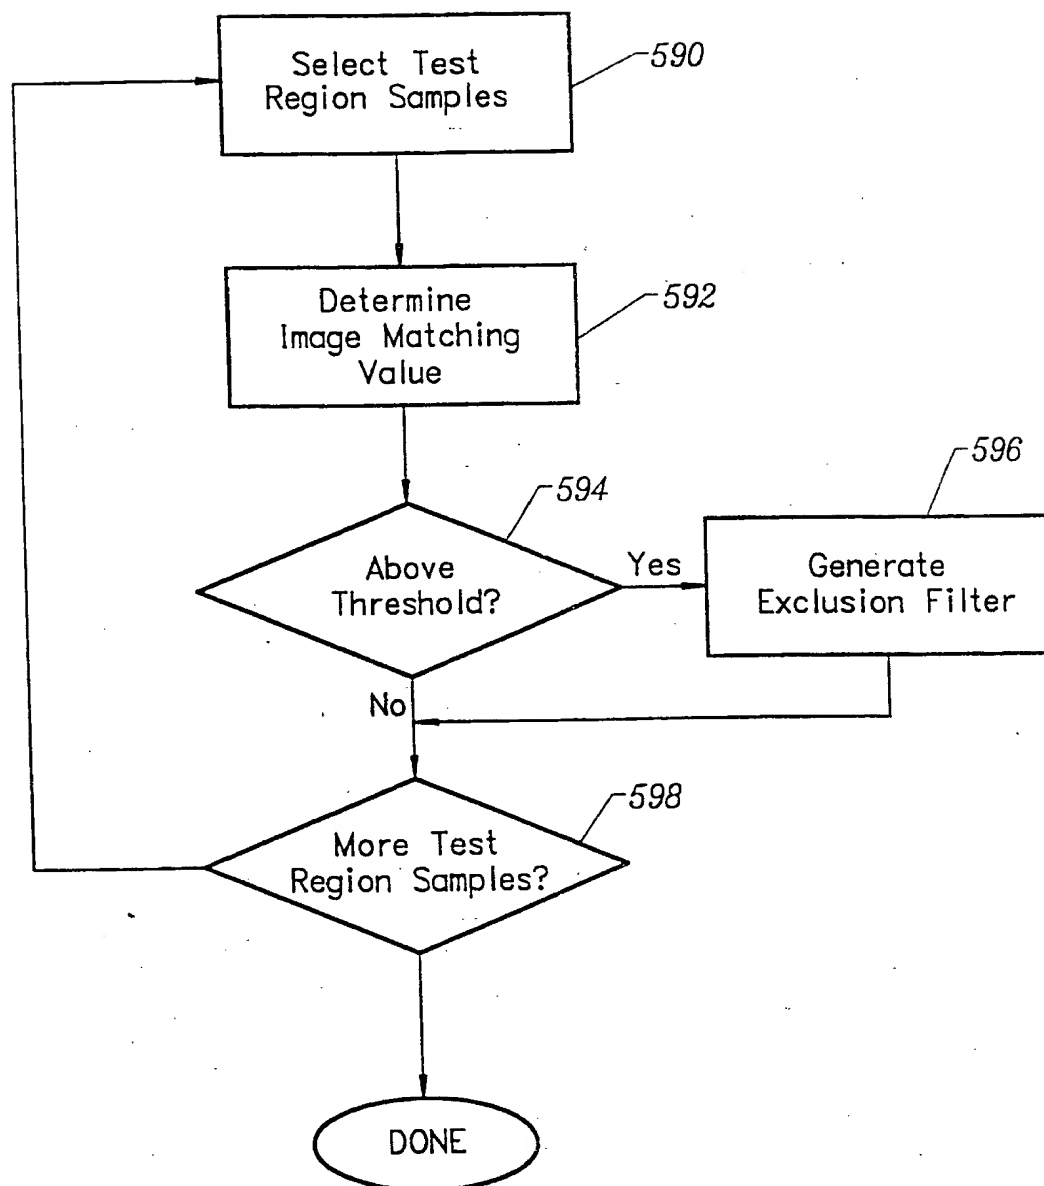 Select Test
Region Samples
590
Determine
Image Matching
Value
592
594
Above
Threshold?
Yes
596
Generate
Exclusion Filter
No
598
More Test
Region Samples?
DONE